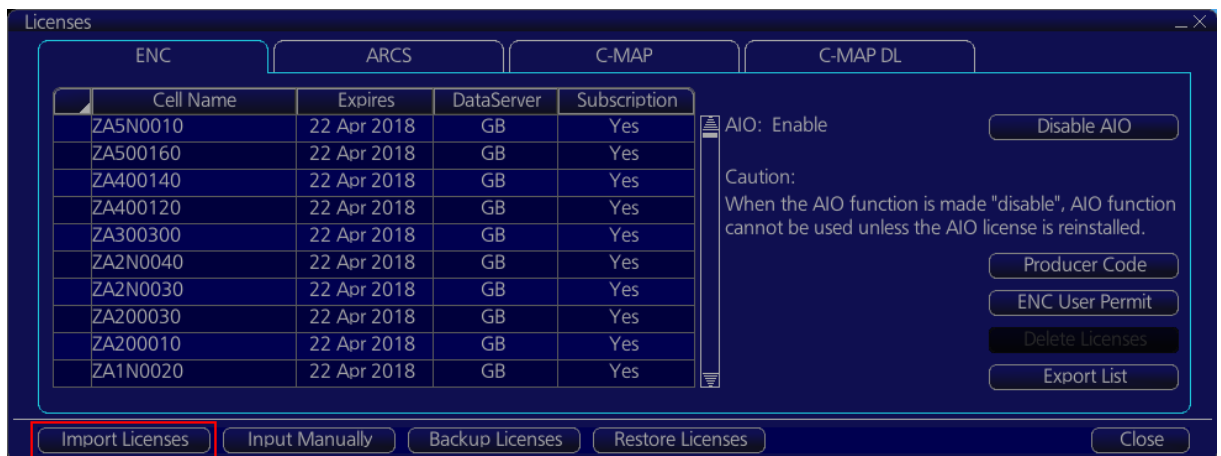 Licenses
ENC ARCS C-MAP C-MAP DL
Cell Name Expires DataServer Subscription
ZA5N0010 22 Apr 2018 GB Yes
ZA500160 22 Apr 2018 GB Yes
ZA400140 22 Apr 2018 GB Yes
ZA400120 22 Apr 2018 GB Yes
ZA300300 22 Apr 2018 GB Yes
ZA2N0040 22 Apr 2018 GB Yes
ZA2N0030 22 Apr 2018 GB Yes
ZA200030 22 Apr 2018 GB Yes
ZA200010 22 Apr 2018 GB Yes
ZA1N0020 22 Apr 2018 GB Yes
AIO: Enable Disable AIO
Caution:
When the AIO function is made "disable", AIO function
cannot be used unless the AIO license is reinstalled.
Producer Code
ENC User Permit
Delete Licenses
Export List
Import Licenses Input Manually Backup Licenses Restore Licenses Close